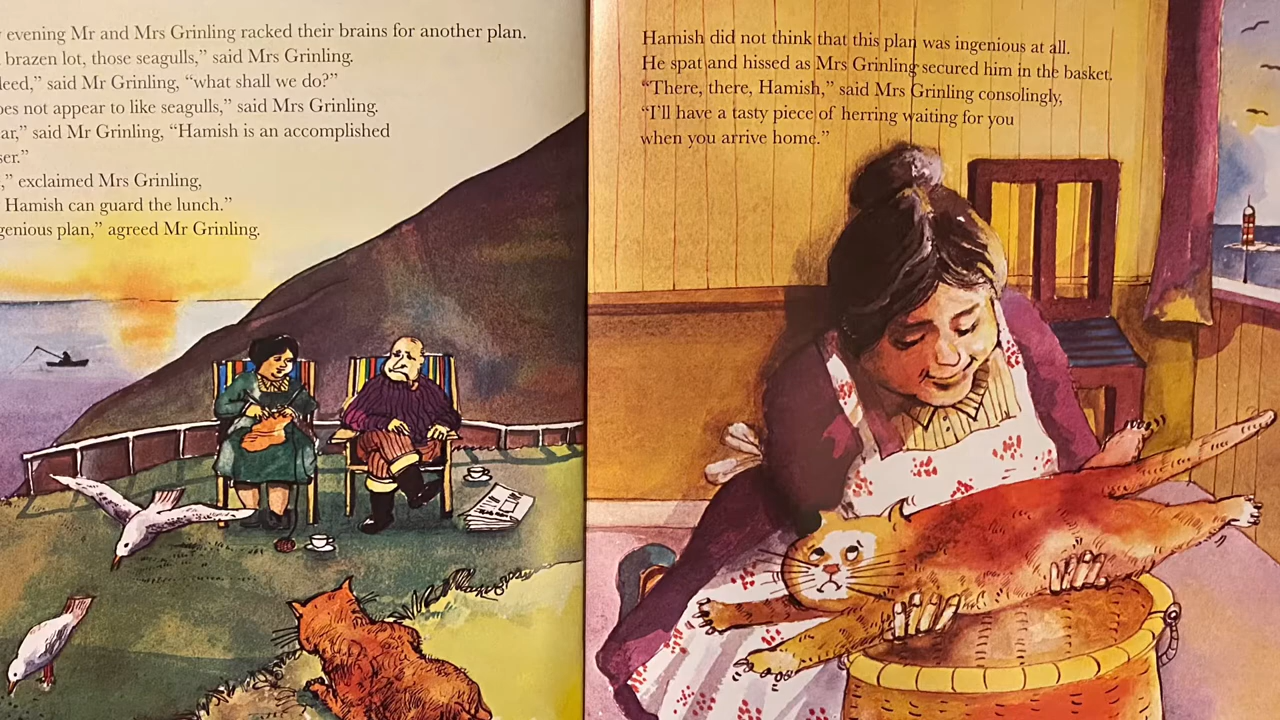 evening Mr and Mrs Grinling racked their brains for another plan.
brazen lot, those seagulls,” said Mrs Grinling.
deed,” said Mr Grinling, “what shall we do?”
oes not appear to like seagulls,” said Mrs Grinling.
ar,” said Mr Grinling, “Hamish is an accomplished
ser.”
,” exclaimed Mrs Grinling,
Hamish can guard the lunch.”
genious plan,” agreed Mr Grinling.
Hamish did not think that this plan was ingenious at all.
He spat and hissed as Mrs Grinling secured him in the basket.
“There, there, Hamish,” said Mrs Grinling consolingly,
“I’ll have a tasty piece of herring waiting for you
when you arrive home.”